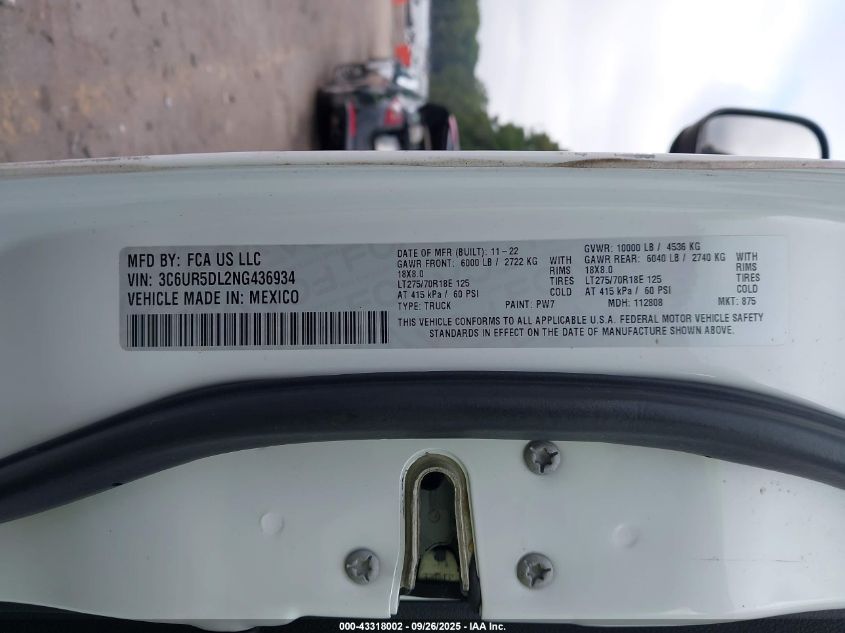 MFD BY: FCA US LLC
VIN: 3C6UR5DL2NG436934
VEHICLE MADE IN: MEXICO
DATE OF MFR (BUILT): 11-22
GAWR FRONT: 6000 LB / 2722 KG WITH
18X8.0 RIMS
LT275/70R18E 125 TIRES
AT 415 kPa / 60 PSI COLD
TYPE: TRUCK PAINT: PW7
GVWR: 10000 LB / 4536 KG
GAWR REAR: 6040 LB / 2740 KG WITH
18X8.0 RIMS
LT275/70R18E 125 TIRES
AT 415 kPa / 60 PSI COLD
MDH: 112808 MKT: 875
THIS VEHICLE CONFORMS TO ALL APPLICABLE U.S.A. FEDERAL MOTOR VEHICLE SAFETY
STANDARDS IN EFFECT ON THE DATE OF MANUFACTURE SHOWN ABOVE.
000-43318002 - 09/26/2025 - IAA Inc.